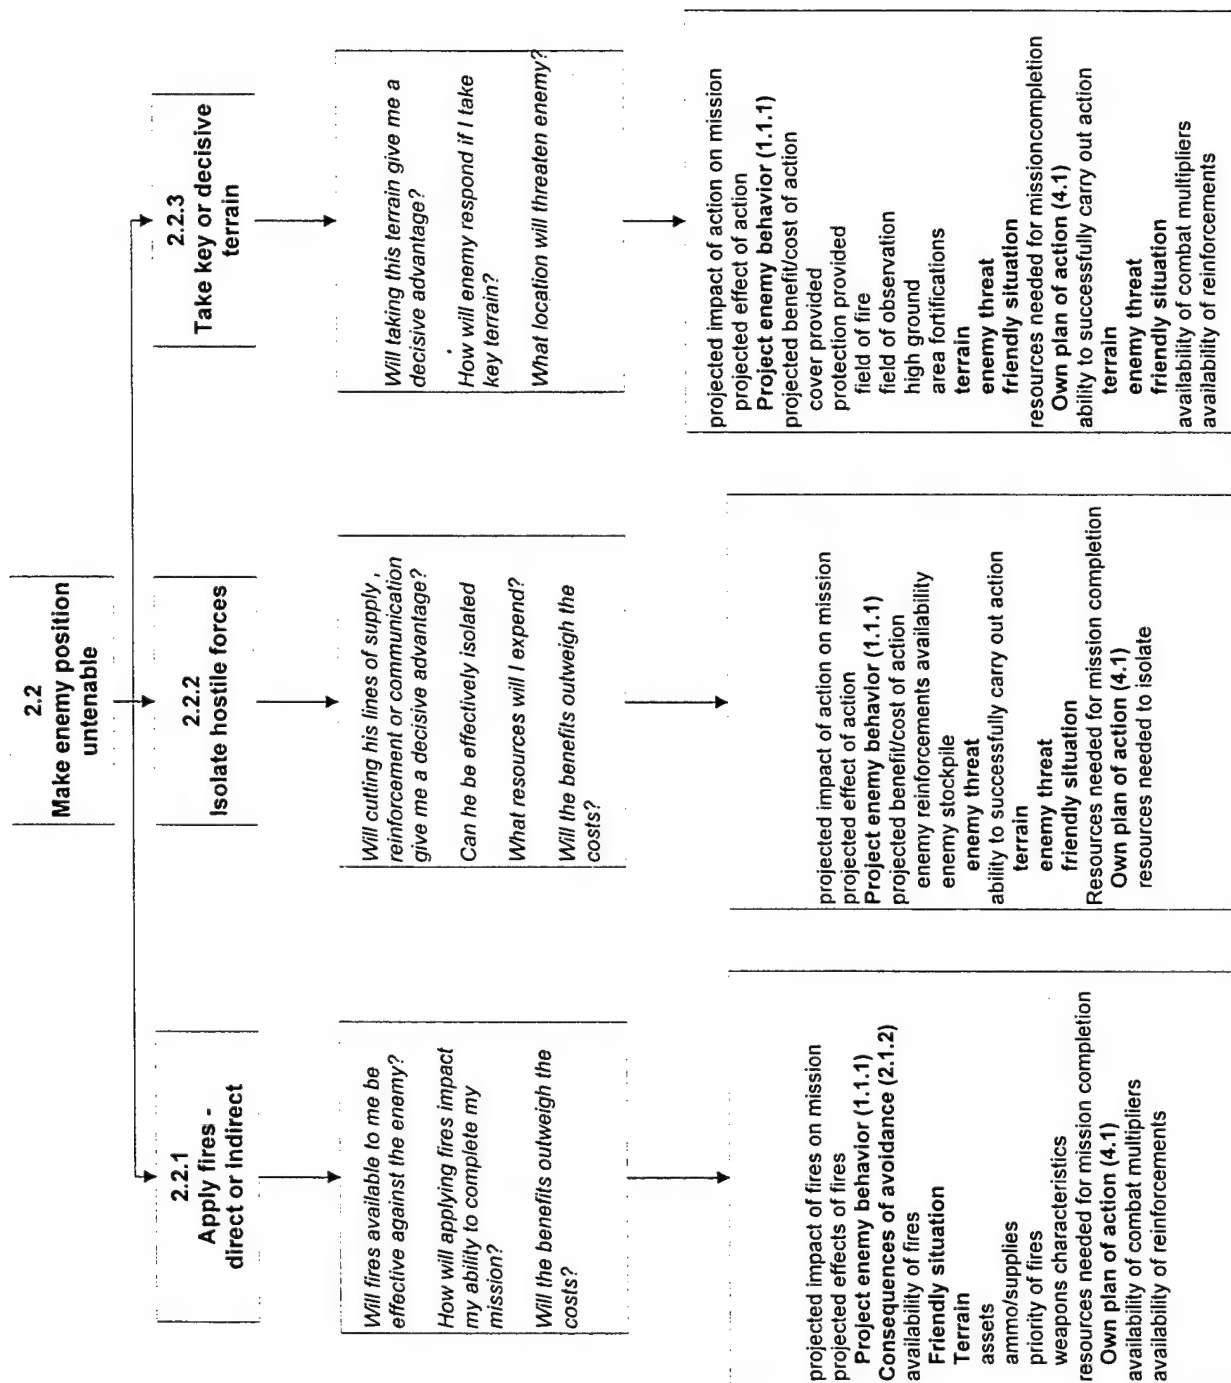 2.2
Make enemy position
untenable
2.2.1
Apply fires -
direct or Indirect
Will fires available to me be
effective against the enemy?
How will applying fires impact
my ability to complete my
mission?
Will the benefits outweigh the
costs?
projected impact of fires on mission
projected effects of fires
Project enemy behavior (1.1.1)
Consequences of avoidance (2.1.2)
availability of fires
Friendly situation
Terrain
assets
ammo/supplies
priority of fires
weapons characteristics
resources needed for mission completion
Own plan of action (4.1)
availability of combat multipliers
availability of reinforcements
2.2.2
Isolate hostile forces
Will cutting his lines of supply,
reinforcement or communication
give me a decisive advantage?
Can he be effectively isolated
What resources will I expend?
Will the benefits outweigh the
costs?
projected impact of action on mission
projected effect of action
Project enemy behavior (1.1.1)
projected benefit/cost of action
enemy reinforcements availability
enemy stockpile
enemy threat
ability to successfully carry out action
terrain
enemy threat
friendly situation
Resources needed for mission completion
Own plan of action (4.1)
resources needed to isolate
2.2.3
Take key or decisive
terrain
Will taking this terrain give me a
decisive advantage?
How will enemy respond if I take
key terrain?
What location will threaten enemy?
projected impact of action on mission
projected effect of action
Project enemy behavior (1.1.1)
projected benefit/cost of action
cover provided
protection provided
field of fire
field of observation
high ground
area fortifications
terrain
enemy threat
friendly situation
resources needed for missioncompletion
Own plan of action (4.1)
ability to successfully carry out action
terrain
enemy threat
friendly situation
availability of combat multipliers
availability of reinforcements